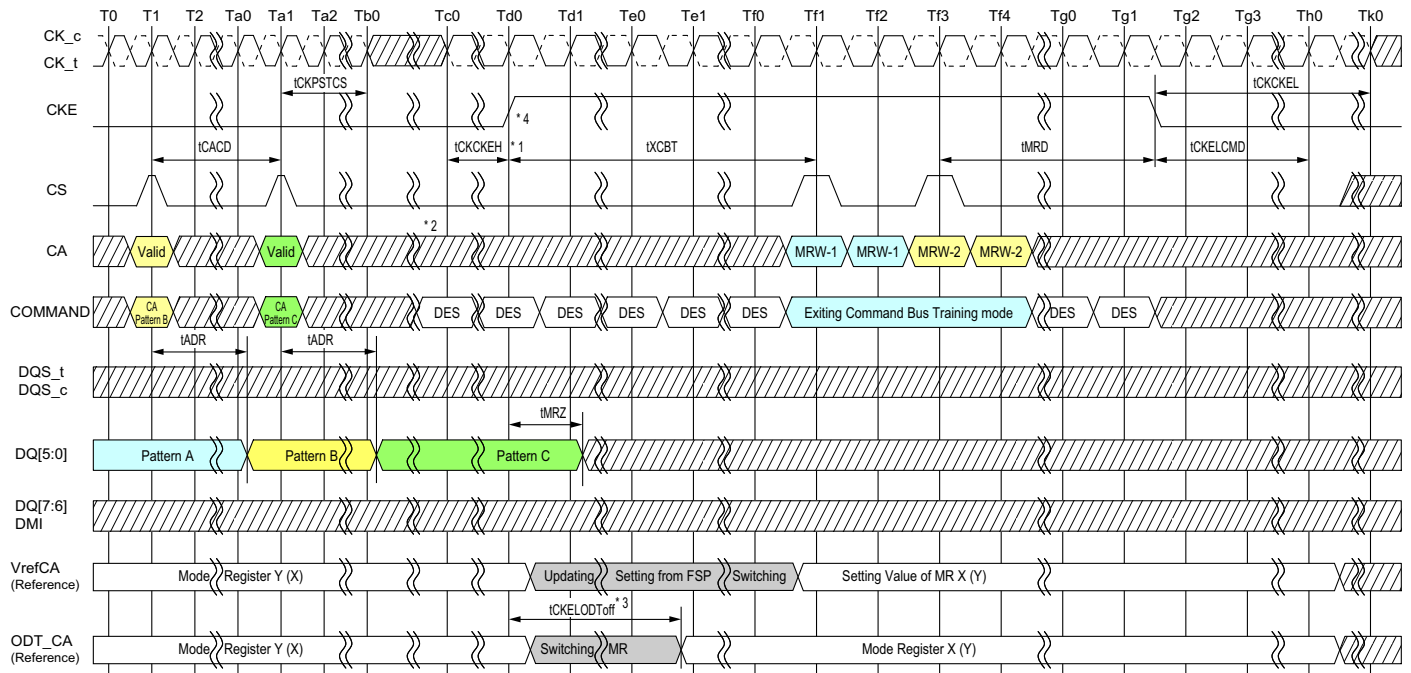 T0 T1 T2 Ta0 Ta1 Ta2 Tb0 Tc0 Td0 Td1 Te0 Te1 Tf0 Tf1 Tf2 Tf3 Tf4 Tg0 Tg1 Tg2 Tg3 Th0 Tk0
CK_c
CK_t
tCKPSTCS tCKCKEL
CKE
* 4
tCACD tCKCKEH * 1 tXCBT tMRD tCKELCMD
CS
* 2
CA Valid Valid MRW-1 MRW-1 MRW-2 MRW-2
COMMAND CA Pattern B CA Pattern C DES DES DES DES DES DES Exiting Command Bus Training mode DES DES
tADR tADR
DQS_t
DQS_c
tMRZ
DQ[5:0] Pattern A Pattern B Pattern C
DQ[7:6]
DMI
VrefCA
(Reference)
Mode Register Y (X) Updating Setting from FSP Switching Setting Value of MR X (Y)
tCKELODToff * 3
ODT_CA
(Reference)
Mode Register Y (X) Switching MR Mode Register X (Y)